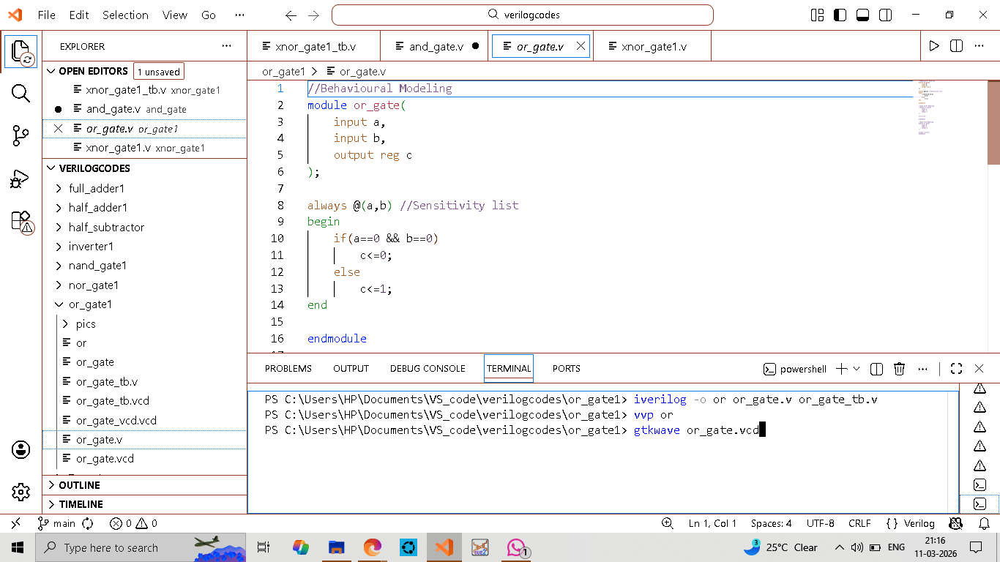 File Edit Selection View Go ···
verilogcodes
EXPLORER
OPEN EDITORS 1 unsaved
xnor_gate1_tb.v xnor_gate1
and_gate.v and_gate
or_gate.v or_gate1
xnor_gate1.v xnor_gate1
VERILOGCODES
full_adder1
half_adder1
half_subtractor
inverter1
nand_gate1
nor_gate1
or_gate1
pics
or
or_gate
or_gate_tb.v
or_gate_tb.vcd
or_gate_vcd.vcd
or_gate.v
or_gate.vcd
OUTLINE
TIMELINE
xnor_gate1_tb.v and_gate.v or_gate.v xnor_gate1.v
or_gate1 > or_gate.v
1 //Behavioural Modeling
2 module or_gate(
3 input a,
4 input b,
5 output reg c
6 );
7
8 always @(a,b) //Sensitivity list
9 begin
10 if(a==0 && b==0)
11 c<=0;
12 else
13 c<=1;
14 end
15
16 endmodule
PROBLEMS OUTPUT DEBUG CONSOLE TERMINAL PORTS
powershell
PS C:\Users\HP\Documents\VS_code\verilogcodes\or_gate1> iverilog -o or or_gate.v or_gate_tb.v
PS C:\Users\HP\Documents\VS_code\verilogcodes\or_gate1> vvp or
PS C:\Users\HP\Documents\VS_code\verilogcodes\or_gate1> gtkwave or_gate.vcd
main 0 0
Ln 1, Col 1 Spaces: 4 UTF-8 CRLF {} Verilog
Type here to search
1
3 25°C Clear
ENG
21:16
11-03-2026